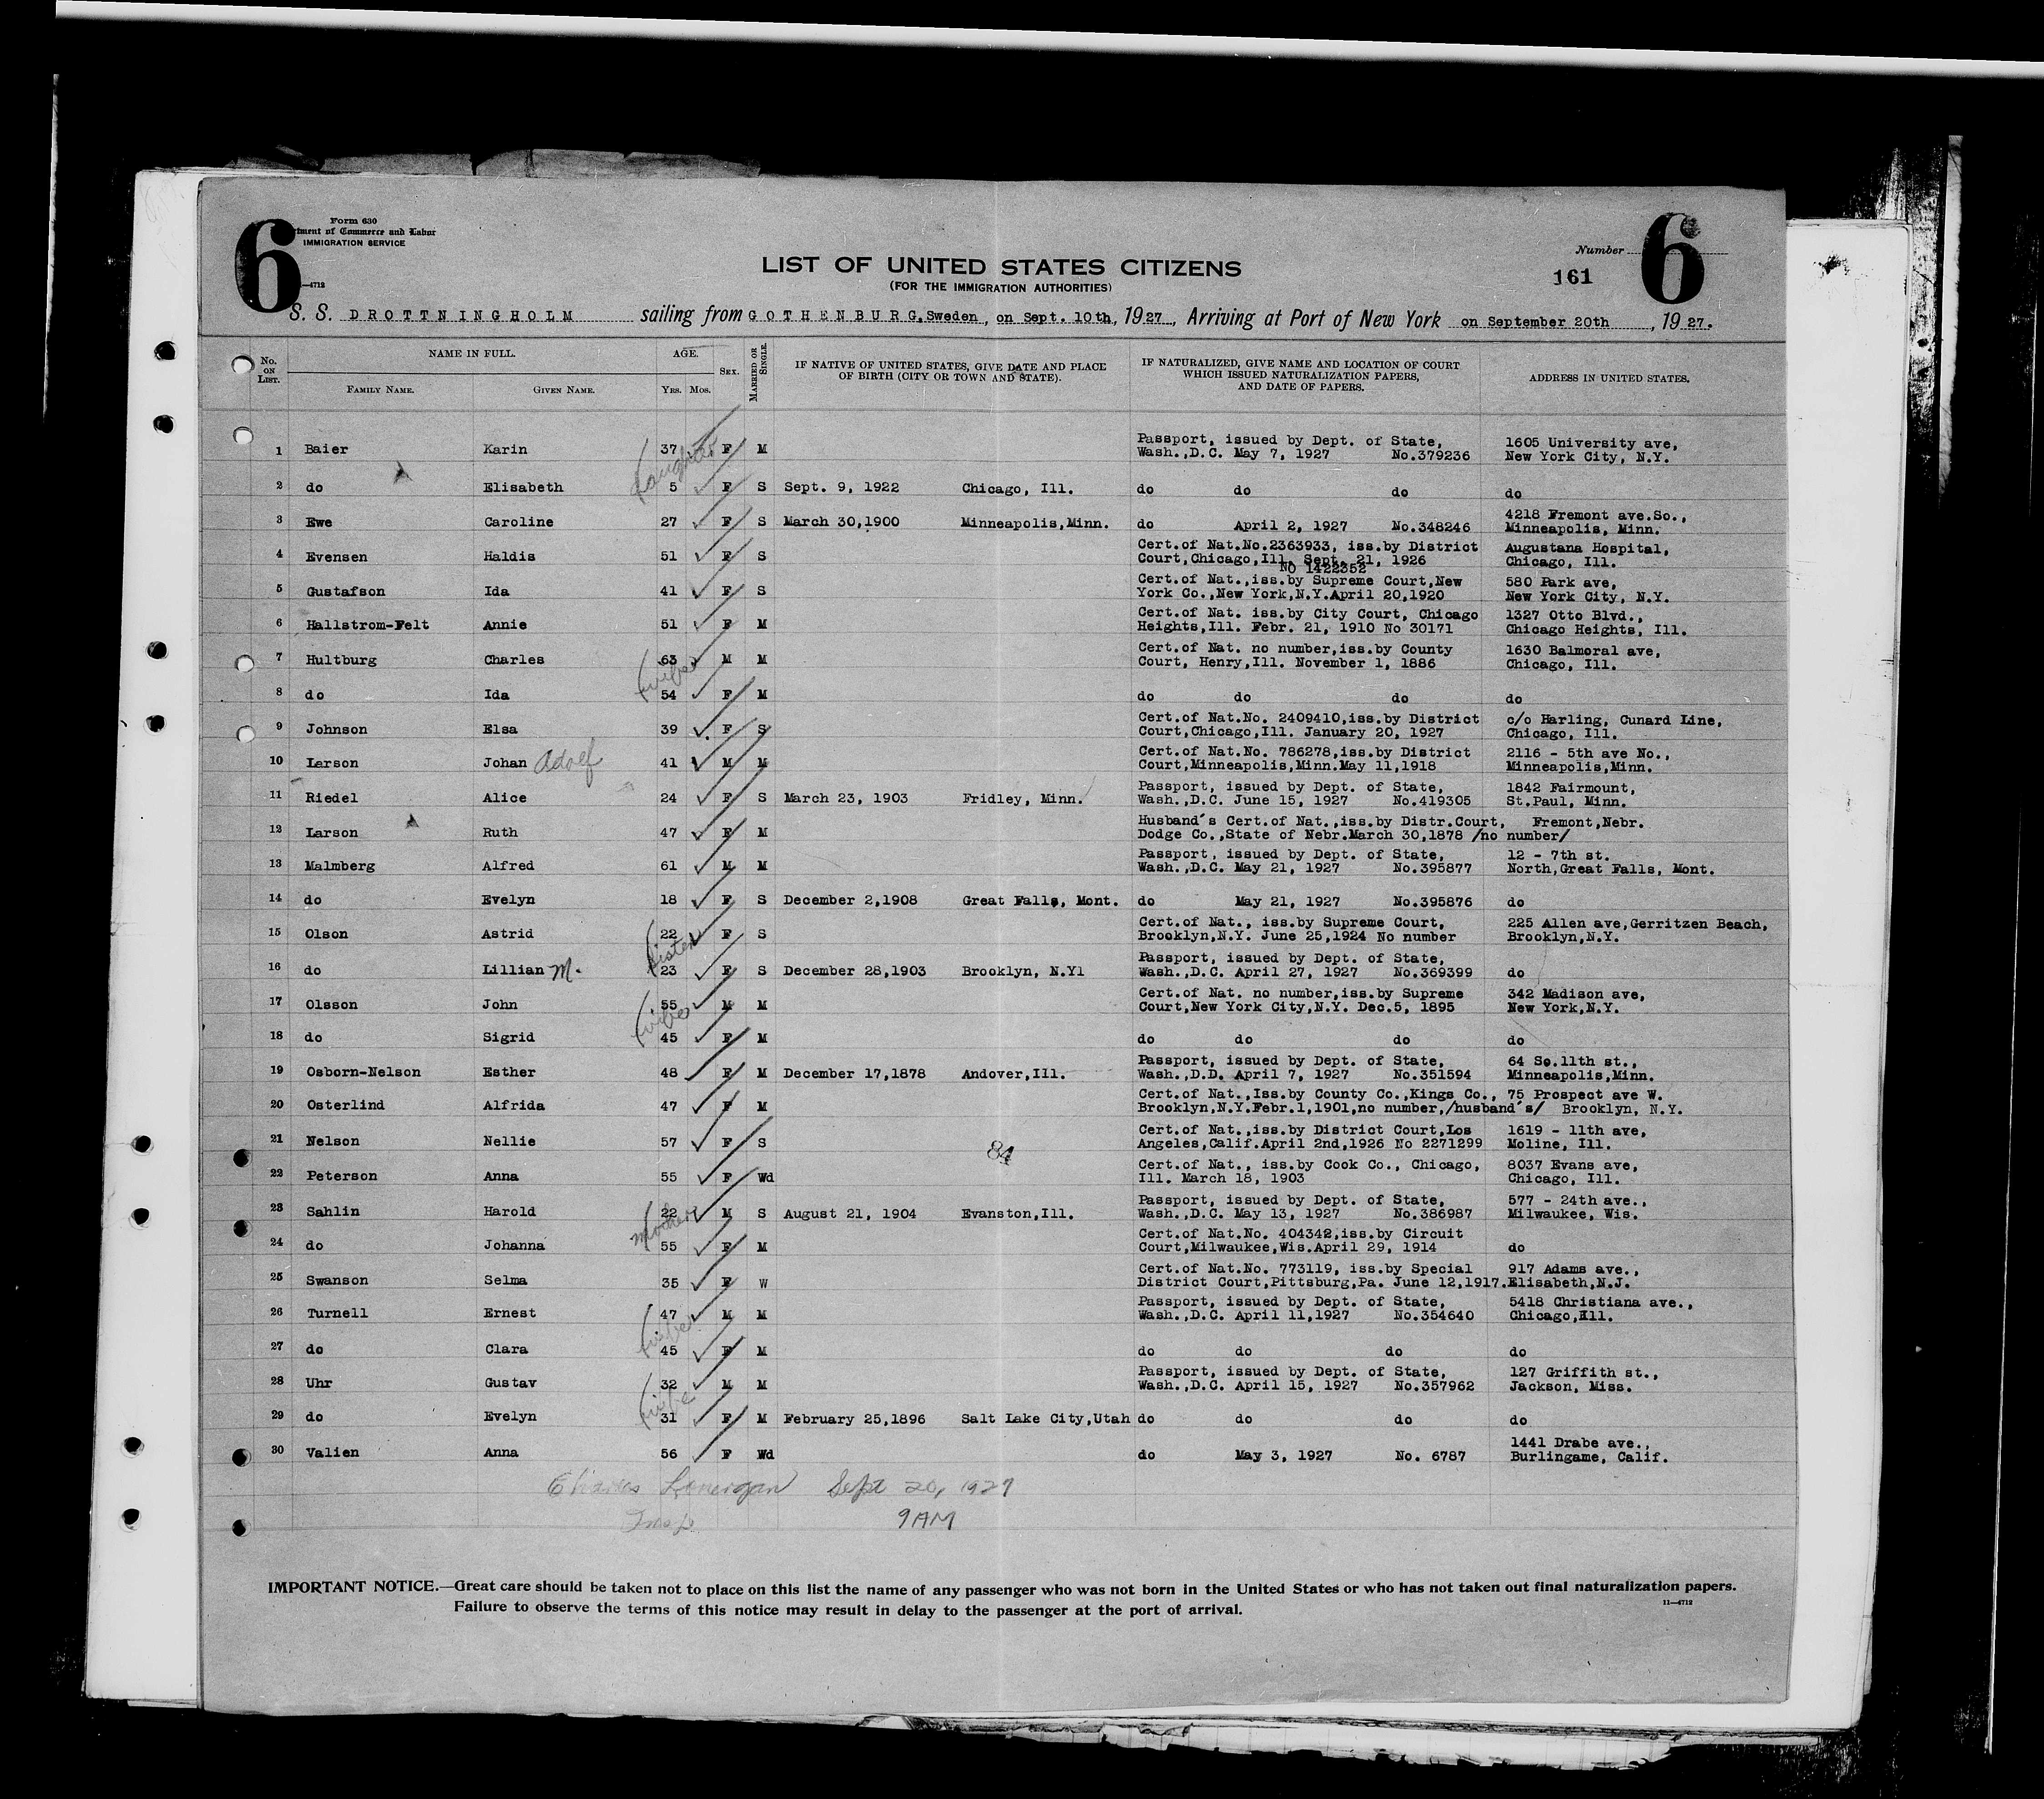 6
Form 630
tment of Commerce and Labor
IMMIGRATION SERVICE
—4712
LIST OF UNITED STATES CITIZENS
(FOR THE IMMIGRATION AUTHORITIES)
Number
161
6
S. S. DROTTNINGHOLM sailing from GOTHENBURG, Sweden, on Sept. 10th, 1927, Arriving at Port of New York on September 20th, 1927.
No. ON LIST. NAME IN FULL. FAMILY NAME. GIVEN NAME. AGE. YRS. MOS. SEX. MARRIED OR SINGLE. IF NATIVE OF UNITED STATES, GIVE DATE AND PLACE OF BIRTH (CITY OR TOWN AND STATE). IF NATURALIZED, GIVE NAME AND LOCATION OF COURT WHICH ISSUED NATURALIZATION PAPERS, AND DATE OF PAPERS. ADDRESS IN UNITED STATES.
1 Baier Karin 37 F M Passport, issued by Dept. of State, 1605 University ave,
Wash.,D.C. May 7, 1927 No.379236 New York City, N.Y.
daughter
2 do Elisabeth 5 F S Sept. 9, 1922 Chicago, Ill. do do do do
3 Ewe Caroline 27 F S March 30,1900 Minneapolis,Minn. do April 2, 1927 No.348246 4218 Fremont ave.So.,
Minneapolis, Minn.
4 Evensen Haldis 51 F S Cert.of Nat.No.2363933, iss.by District Augustana Hospital,
Court,Chicago,Ill. Sept. 21, 1926 Chicago, Ill.
No 1422352
5 Gustafson Ida 41 F S Cert.of Nat.,iss.by Supreme Court,New 580 Park ave,
York Co.,New York,N.Y.April 20,1920 New York City, N.Y.
6 Hallstrom-Felt Annie 51 F M Cert.of Nat. iss.by City Court, Chicago 1327 Otto Blvd.,
Heights,Ill. Febr. 21, 1910 No 30171 Chicago Heights, Ill.
7 Hultburg Charles 63 M M Cert.of Nat. no number,iss.by County 1630 Balmoral ave,
Court, Henry,Ill. November 1, 1886 Chicago, Ill.
wife
8 do Ida 54 F M do do do do
9 Johnson Elsa 39 F S Cert.of Nat.No. 2409410,iss.by District c/o Harling, Cunard Line,
Court,Chicago,Ill. January 20, 1927 Chicago, Ill.
10 Larson Johan Adolf 41 M M Cert.of Nat.No. 786278,iss.by District 2116 - 5th ave No.,
Court,Minneapolis,Minn.May 11,1918 Minneapolis,Minn.
11 Riedel Alice 24 F S March 23, 1903 Fridley, Minn. Passport, issued by Dept. of State, 1842 Fairmount,
Wash.,D.C. June 15, 1927 No.419305 St.Paul, Minn.
12 Larson Ruth 47 F M Husband's Cert.of Nat.,iss.by Distr.Court, Fremont,Nebr.
Dodge Co.,State of Nebr.March 30,1878 /no number/
13 Malmberg Alfred 61 M M Passport, issued by Dept. of State, 12 - 7th st.
Wash.,D.C. May 21, 1927 No.395877 North,Great Falls, Mont.
14 do Evelyn 18 F S December 2,1908 Great Falls, Mont. do May 21, 1927 No.395876 do
15 Olson Astrid 22 F S Cert.of Nat., iss.by Supreme Court, 225 Allen ave,Gerritzen Beach,
Brooklyn,N.Y. June 25,1924 No number Brooklyn,N.Y.
sister
16 do Lillian M. 23 F S December 28,1903 Brooklyn, N.Yl Passport, issued by Dept. of State,
Wash.,D.C. April 27, 1927 No.369399 do
17 Olsson John 55 M M Cert.of Nat. no number,iss.by Supreme 342 Madison ave,
Court,New York City,N.Y. Dec.5, 1895 New York,N.Y.
wife
18 do Sigrid 45 F M do do do do
19 Osborn-Nelson Esther 48 F M December 17,1878 Andover,Ill. Passport, issued by Dept. of State, 64 So.11th st.,
Wash.,D.D. April 7, 1927 No.351594 Minneapolis,Minn.
20 Osterlind Alfrida 47 F M Cert.of Nat.,Iss.by County Co.,Kings Co., 75 Prospect ave W.
Brooklyn,N.Y.Febr.1,1901,no number,/husband's/ Brooklyn, N.Y.
21 Nelson Nellie 57 F S Cert.of Nat.,iss.by District Court,Los 1619 - 11th ave,
Angeles,Calif.April 2nd,1926 No 2271299 Moline, Ill.
84
22 Peterson Anna 55 F Wd Cert.of Nat., iss.by Cook Co., Chicago, 8037 Evans ave,
Ill. March 18, 1903 Chicago, Ill.
23 Sahlin Harold 22 M S August 21, 1904 Evanston,Ill. Passport, issued by Dept. of State, 577 - 24th ave.,
Wash.,D.C. May 13, 1927 No.386987 Milwaukee, Wis.
mother
24 do Johanna 55 F M Cert.of Nat.No. 404342,iss.by Circuit
Court,Milwaukee,Wis.April 29, 1914 do
25 Swanson Selma 35 F W Cert.of Nat.No. 773119, iss.by Special 917 Adams ave.,
District Court,Pittsburg,Pa. June 12,1917.Elisabeth,N.J.
26 Turnell Ernest 47 M M Passport, issued by Dept. of State, 5418 Christiana ave.,
Wash.,D.C. April 11,1927 No.354640 Chicago,Ill.
wife
27 do Clara 45 F M do do do do
28 Uhr Gustav 32 M M Passport, issued by Dept. of State, 127 Griffith st.,
Wash.,D.C. April 15, 1927 No.357962 Jackson, Miss.
wife
29 do Evelyn 31 F M February 25,1896 Salt Lake City,Utah do do do do
30 Valien Anna 56 F Wd do May 3, 1927 No. 6787 1441 Drabe ave.,
Burlingame, Calif.
Charles Lonergan Sept 20, 1927
Insp. 9AM
IMPORTANT NOTICE.—Great care should be taken not to place on this list the name of any passenger who was not born in the United States or who has not taken out final naturalization papers.
Failure to observe the terms of this notice may result in delay to the passenger at the port of arrival.
11—4712